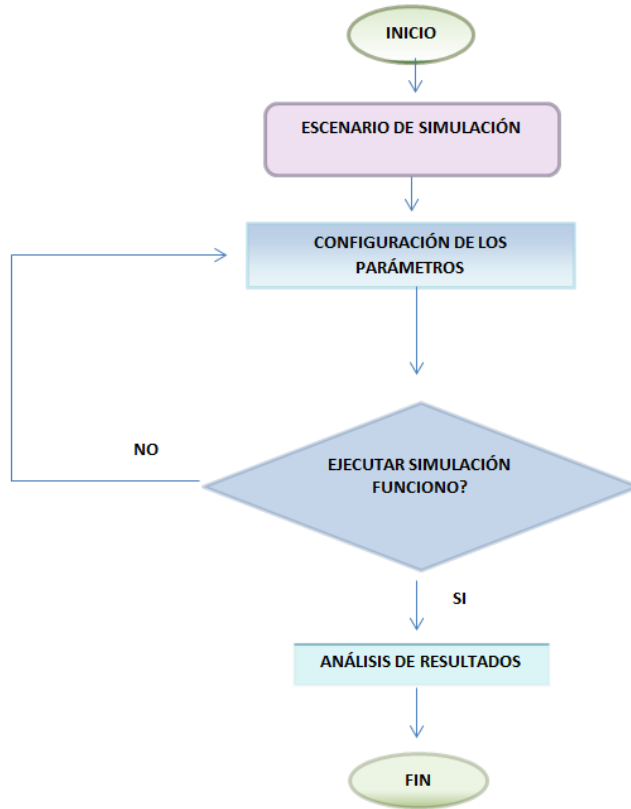 INICIO
ESCENARIO DE SIMULACIÓN
CONFIGURACIÓN DE LOS
PARÁMETROS
NO
EJECUTAR SIMULACIÓN
FUNCIONO?
SI
ANÁLISIS DE RESULTADOS
FIN